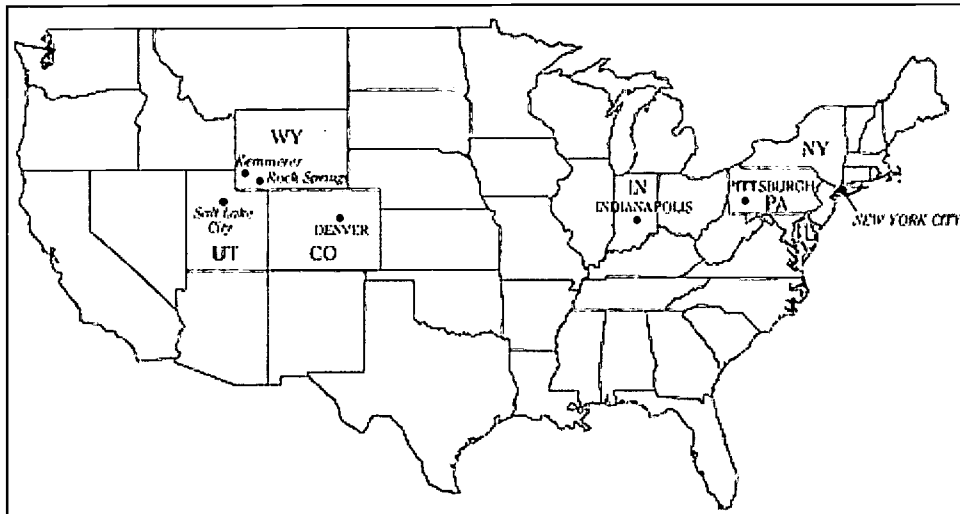 WY
Kemmerer
Rock Springs
Salt Lake
City
UT
DENVER
CO
IN
INDIANAPOLIS
NY
PITTSBURGH
PA
NEW YORK CITY